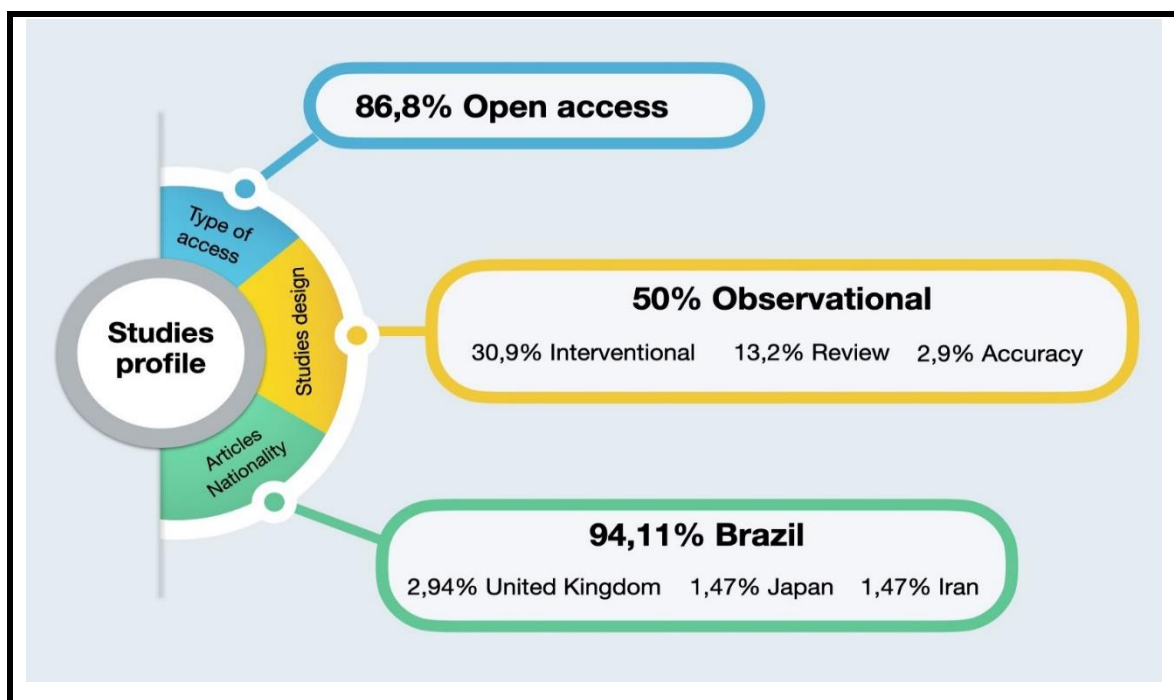 86,8% Open access
Type of
access
Studies
profile
Studies design
50% Observational
30,9% Interventional 13,2% Review 2,9% Accuracy
Articles
Nationality
94,11% Brazil
2,94% United Kingdom 1,47% Japan 1,47% Iran